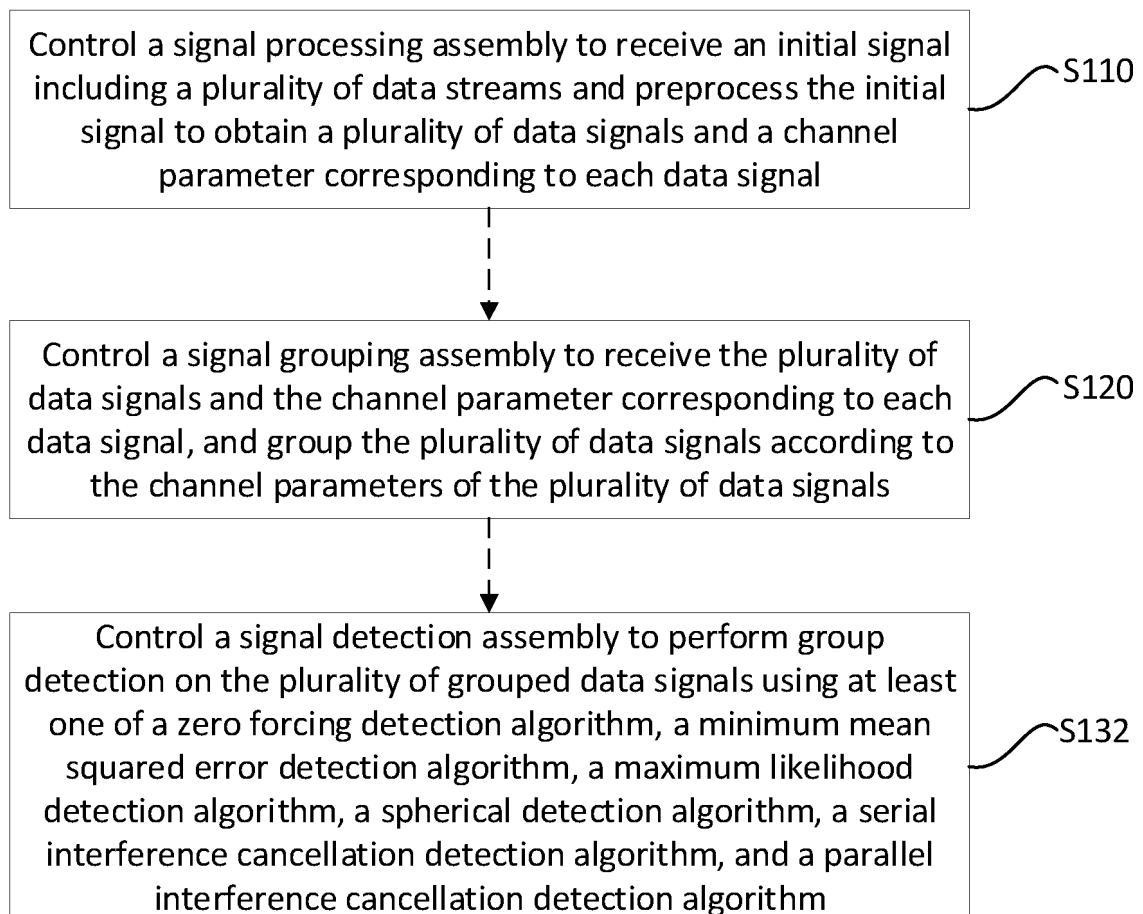 Control a signal processing assembly to receive an initial signal
including a plurality of data streams and preprocess the initial
signal to obtain a plurality of data signals and a channel
parameter corresponding to each data signal
S110
Control a signal grouping assembly to receive the plurality of
data signals and the channel parameter corresponding to each
data signal, and group the plurality of data signals according to
the channel parameters of the plurality of data signals
S120
Control a signal detection assembly to perform group
detection on the plurality of grouped data signals using at least
one of a zero forcing detection algorithm, a minimum mean
squared error detection algorithm, a maximum likelihood
detection algorithm, a spherical detection algorithm, a serial
interference cancellation detection algorithm, and a parallel
interference cancellation detection algorithm
S132